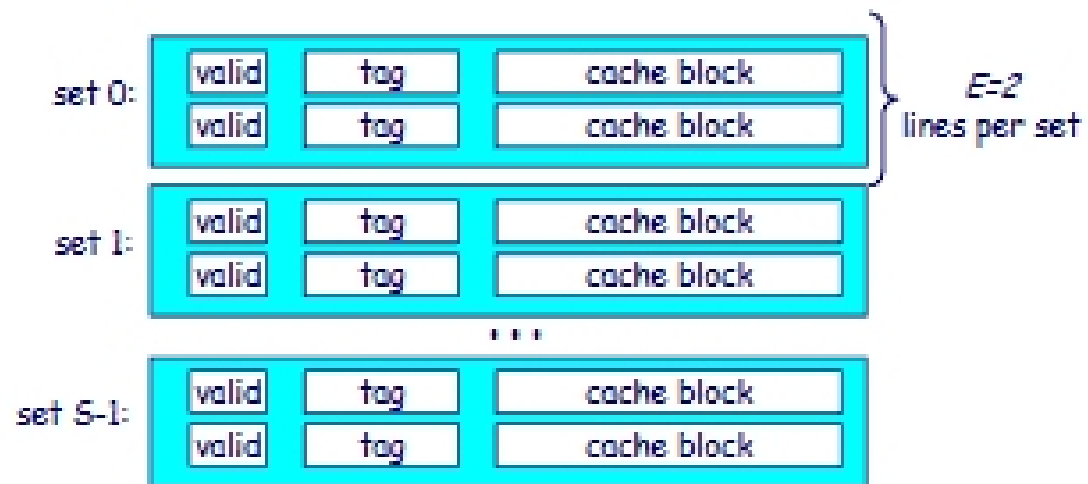 set 0:
valid tag cache block
valid tag cache block
E=2
lines per set
set 1:
valid tag cache block
valid tag cache block
...
set S-1:
valid tag cache block
valid tag cache block